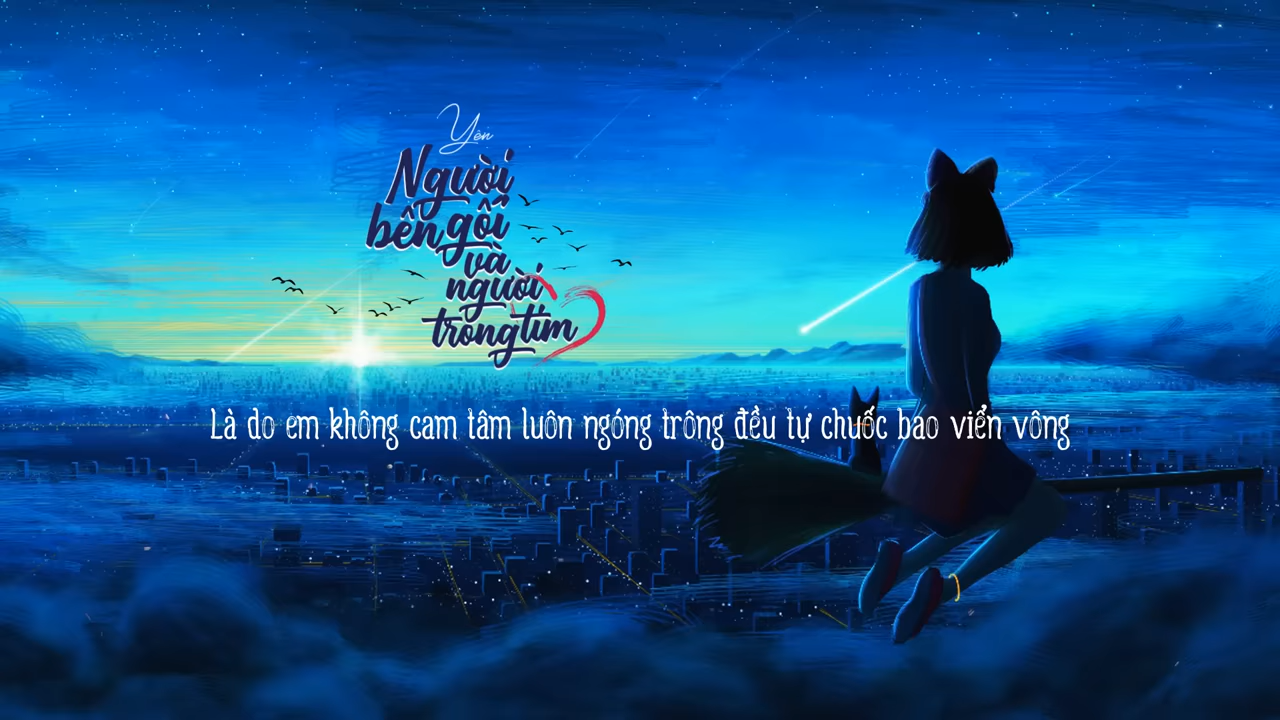 Yên
Người
bên gối
và
người
trong tim
Là do em không cam tâm luôn ngóng trông đều tự chuốc bao viển vông